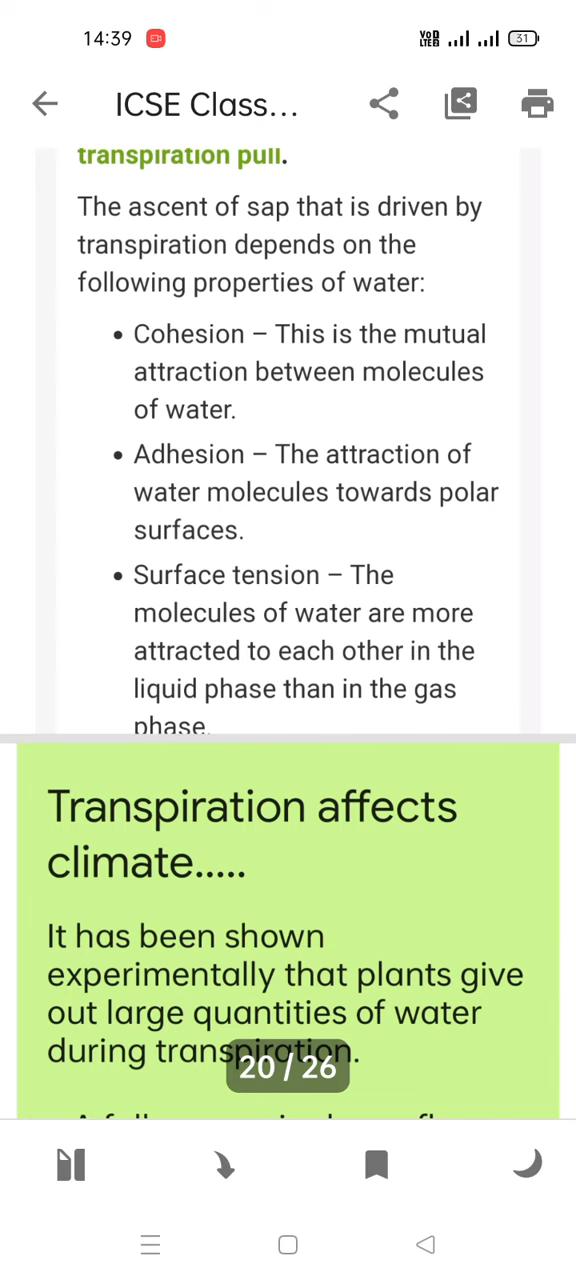 14:39 VoD LTE2 31
ICSE Class...
transpiration pull.
The ascent of sap that is driven by
transpiration depends on the
following properties of water:
• Cohesion – This is the mutual
attraction between molecules
of water.
• Adhesion – The attraction of
water molecules towards polar
surfaces.
• Surface tension – The
molecules of water are more
attracted to each other in the
liquid phase than in the gas
phase.
Transpiration affects
climate.....
It has been shown
experimentally that plants give
out large quantities of water
during transpiration.
20 / 26